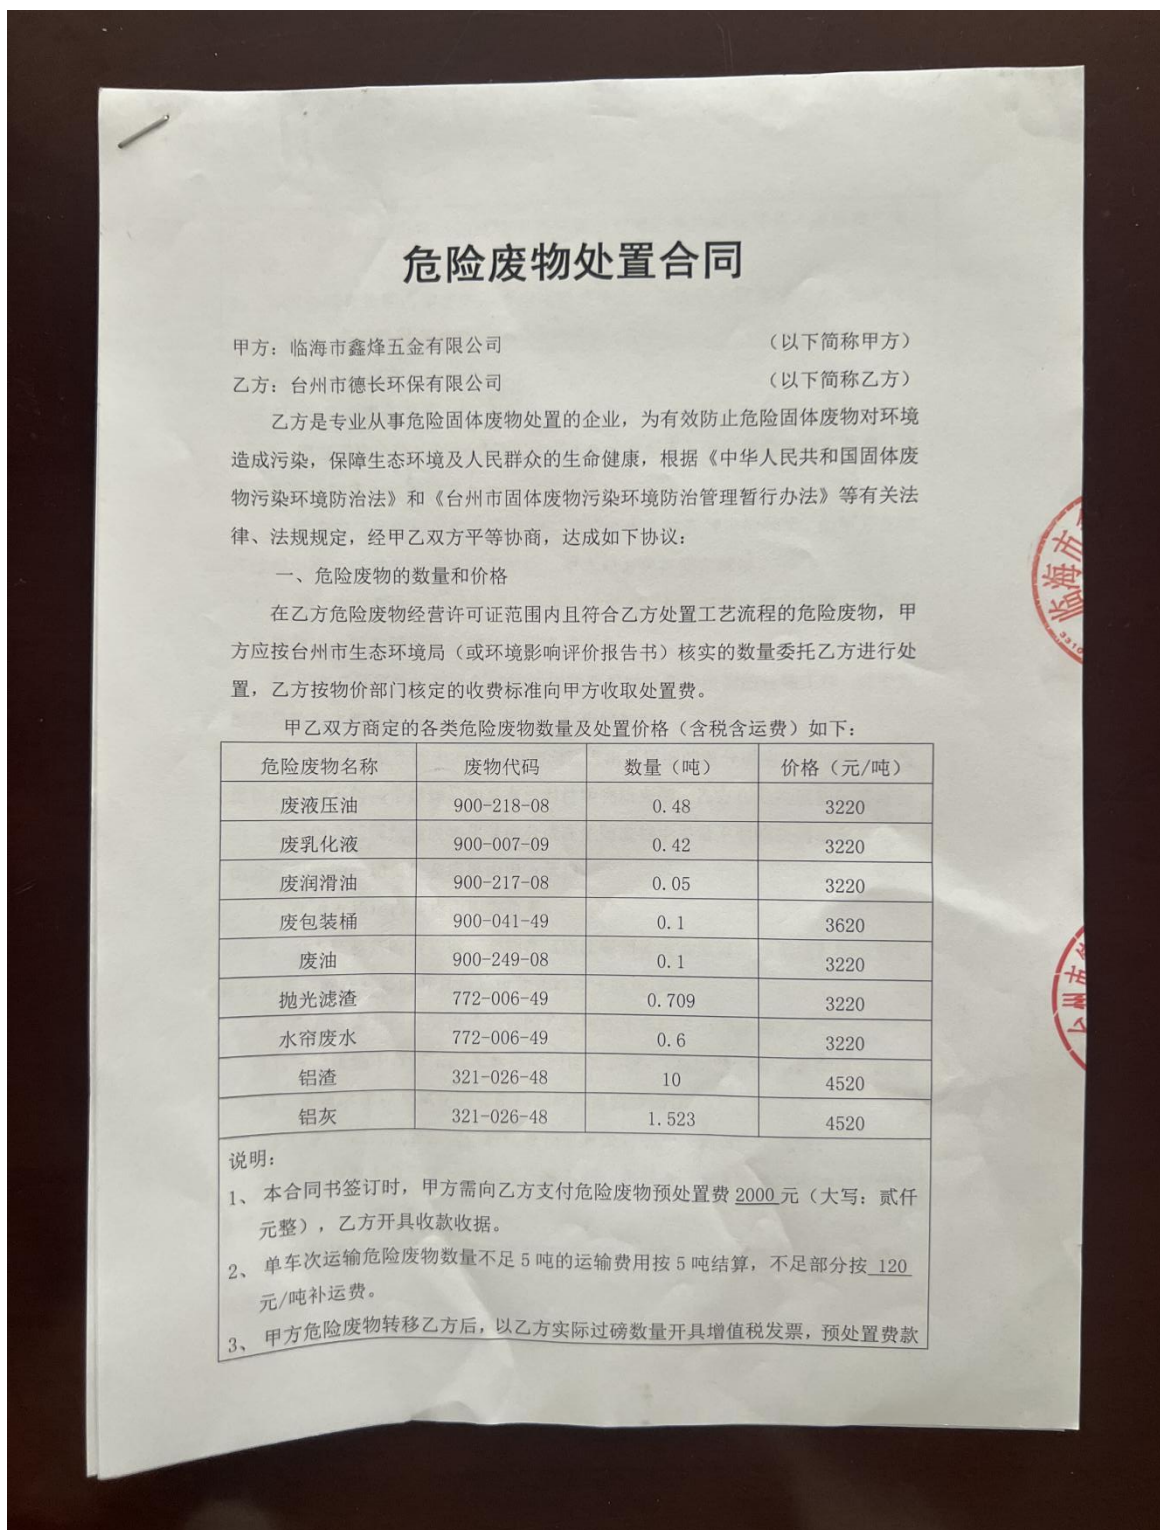 危险废物处置合同
甲方：临海市鑫烽五金有限公司 （以下简称甲方）
乙方：台州市德长环保有限公司 （以下简称乙方）
乙方是专业从事危险固体废物处置的企业，为有效防止危险固体废物对环境
造成污染，保障生态环境及人民群众的生命健康，根据《中华人民共和国固体废
物污染环境防治法》和《台州市固体废物污染环境防治管理暂行办法》等有关法
律、法规规定，经甲乙双方平等协商，达成如下协议：
一、危险废物的数量和价格
在乙方危险废物经营许可证范围内且符合乙方处置工艺流程的危险废物，甲
方应按台州市生态环境局（或环境影响评价报告书）核实的数量委托乙方进行处
置，乙方按物价部门核定的收费标准向甲方收取处置费。
甲乙双方商定的各类危险废物数量及处置价格（含税含运费）如下：
危险废物名称 废物代码 数量（吨） 价格（元/吨）
废液压油 900-218-08 0.48 3220
废乳化液 900-007-09 0.42 3220
废润滑油 900-217-08 0.05 3220
废包装桶 900-041-49 0.1 3620
废油 900-249-08 0.1 3220
抛光滤渣 772-006-49 0.709 3220
水帘废水 772-006-49 0.6 3220
铝渣 321-026-48 10 4520
铝灰 321-026-48 1.523 4520
说明：
1、 本合同书签订时，甲方需向乙方支付危险废物预处置费 2000 元（大写：贰仟
元整），乙方开具收款收据。
2、 单车次运输危险废物数量不足 5 吨的运输费用按 5 吨结算，不足部分按 120
元/吨补运费。
3、 甲方危险废物转移乙方后，以乙方实际过磅数量开具增值税发票，预处置费款
临海市
台州市